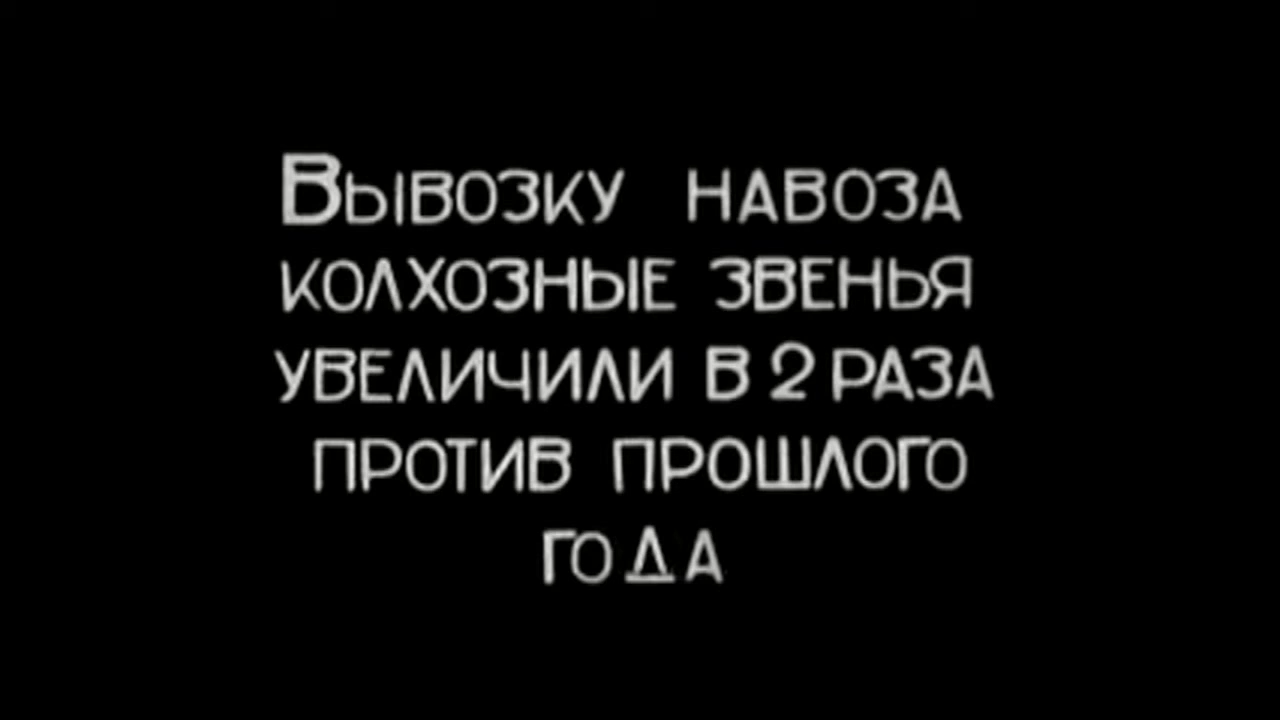 Вывозку навоза
колхозные звенья
увеличили в 2 раза
против прошлого
года